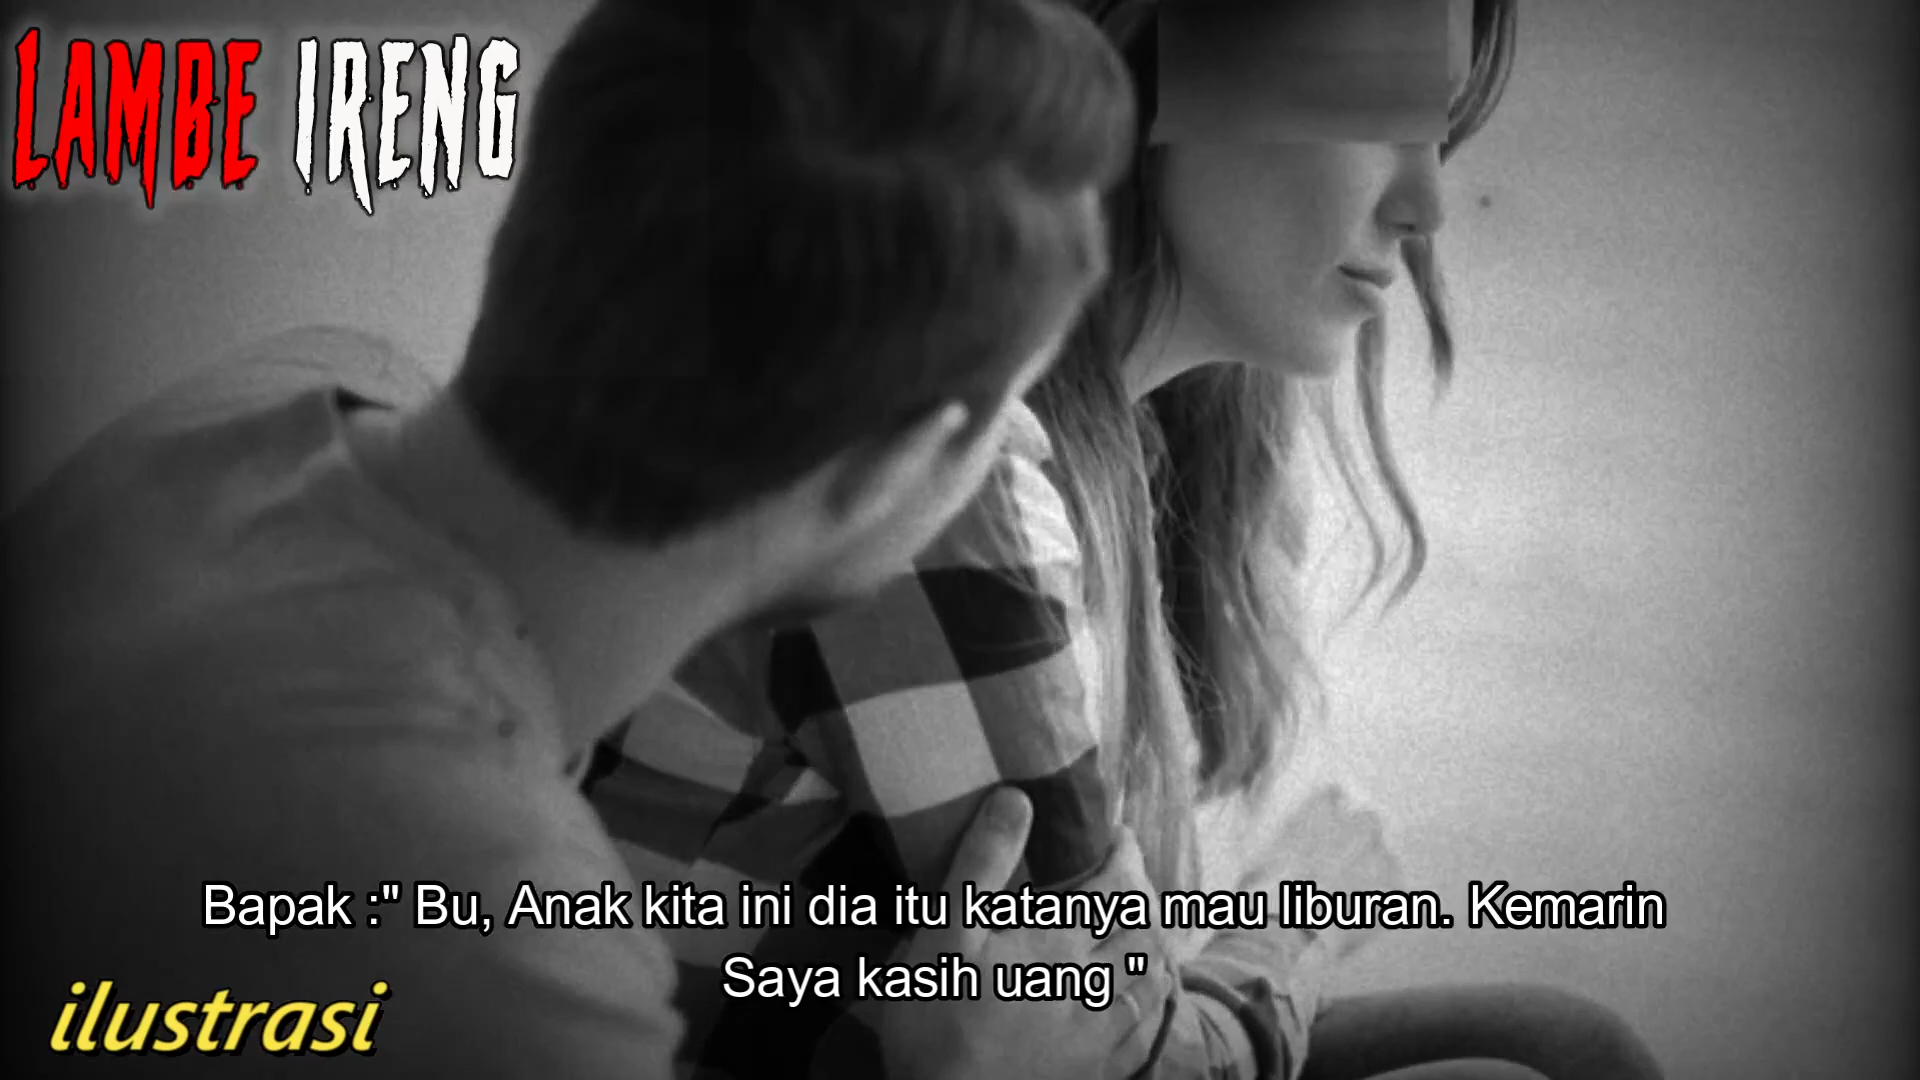 LAMBE IRENG
Bapak :" Bu, Anak kita ini dia itu katanya mau liburan. Kemarin
Saya kasih uang "
ilustrasi